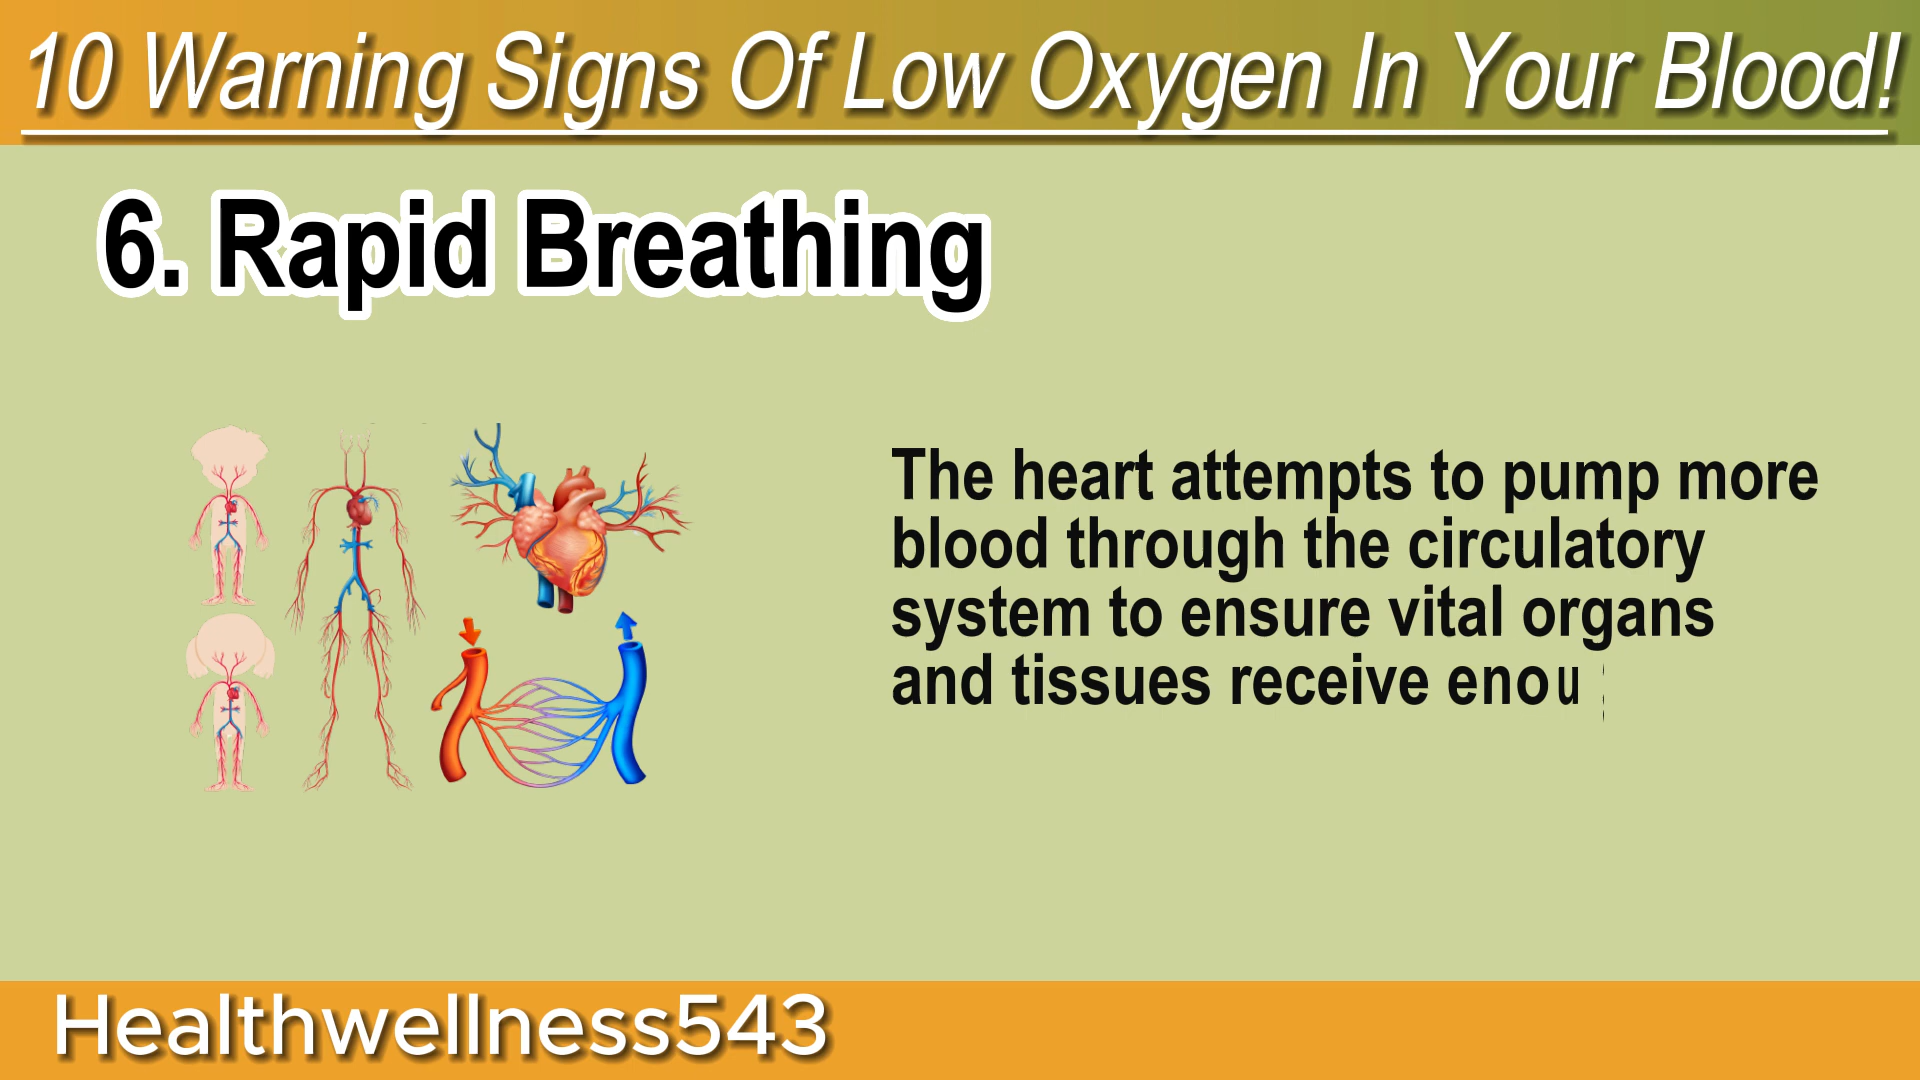 10 Warning Signs Of Low Oxygen In Your Blood!
6. Rapid Breathing
The heart attempts to pump more
blood through the circulatory
system to ensure vital organs
and tissues receive enou
Healthwellness543